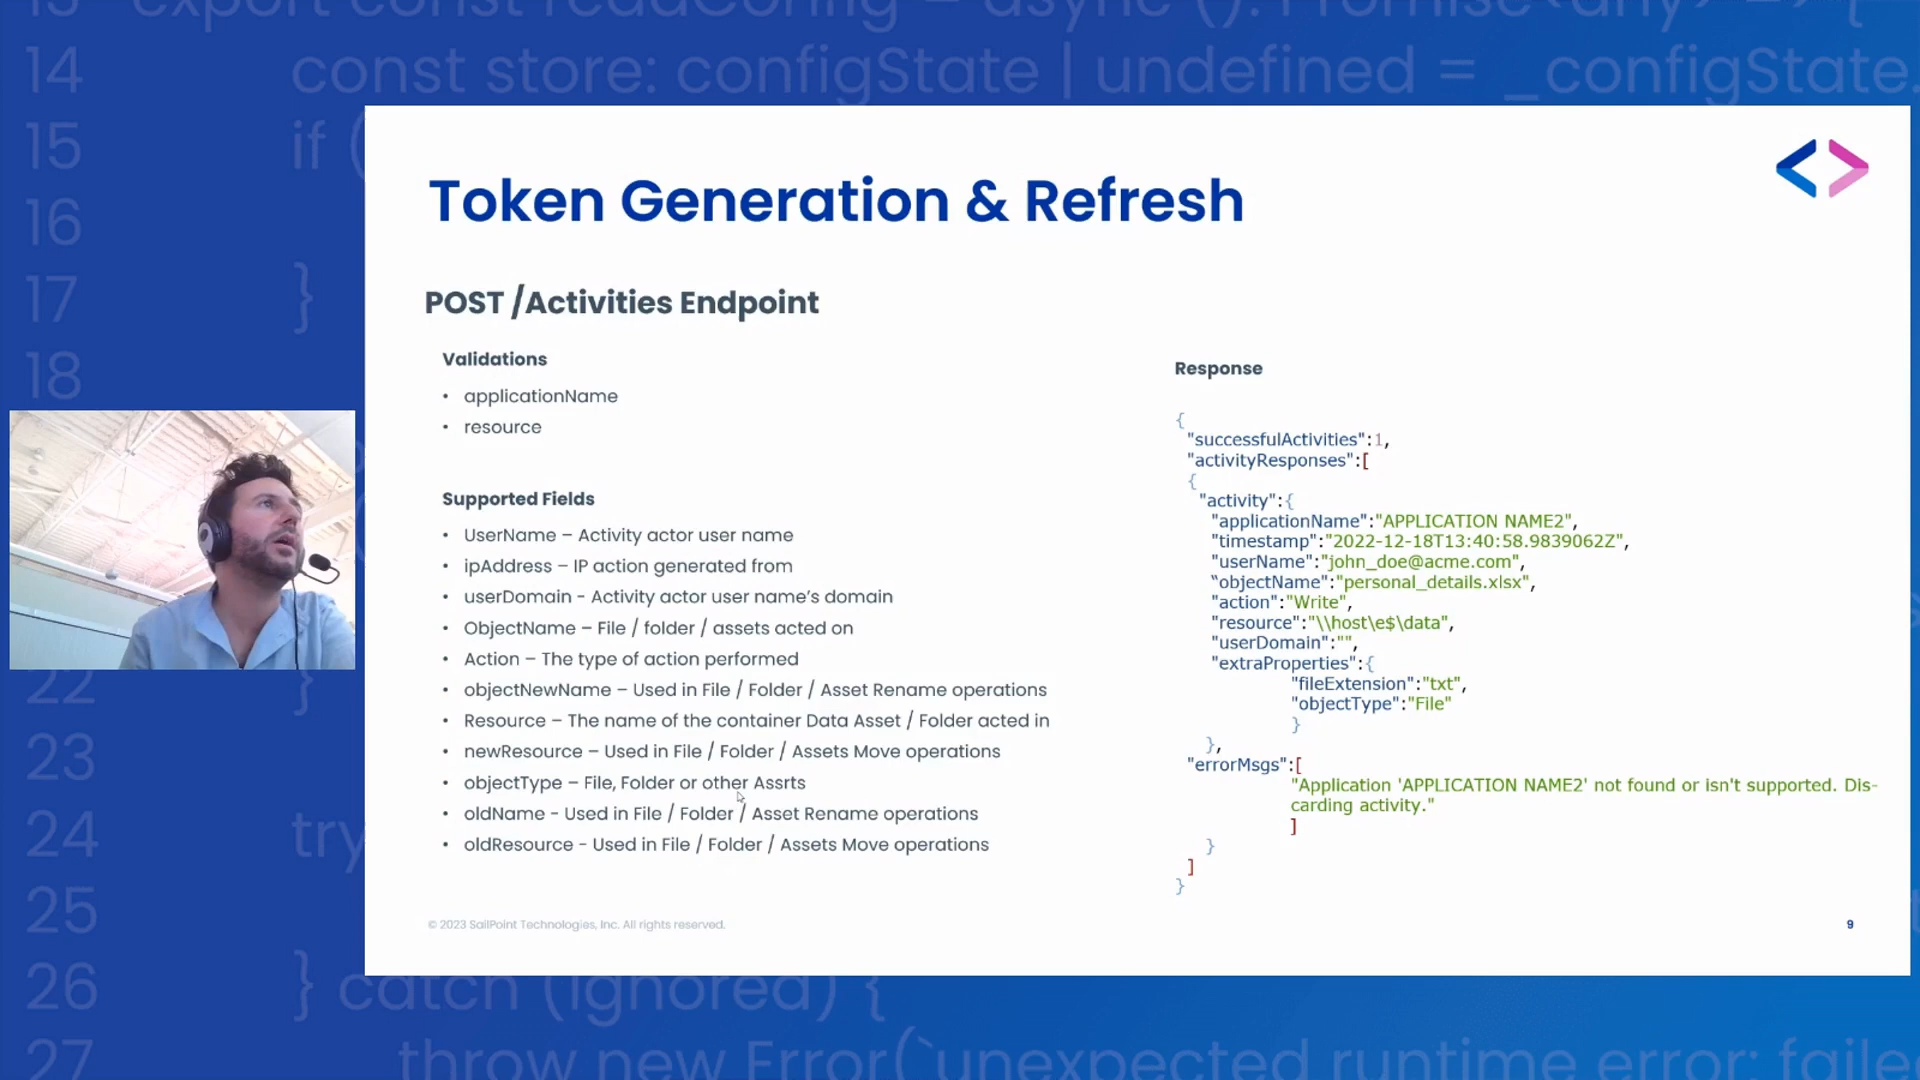 13 export const readConfig = async (): Promise<any> => {
14 const store: configState | undefined = _configState.
15 if (
16
17 }
18
Token Generation & Refresh
POST /Activities Endpoint
Validations
• applicationName
• resource
Supported Fields
• UserName – Activity actor user name
• ipAddress – IP action generated from
• userDomain - Activity actor user name's domain
• ObjectName – File / folder / assets acted on
• Action – The type of action performed
• objectNewName – Used in File / Folder / Asset Rename operations
• Resource – The name of the container Data Asset / Folder acted in
• newResource – Used in File / Folder / Assets Move operations
• objectType – File, Folder or other Assrts
• oldName - Used in File / Folder / Asset Rename operations
• oldResource - Used in File / Folder / Assets Move operations
Response
{
"successfulActivities":1,
"activityResponses":[
{
"activity":{
"applicationName":"APPLICATION NAME2",
"timestamp":"2022-12-18T13:40:58.9839062Z",
"userName":"john_doe@acme.com",
"objectName":"personal_details.xlsx",
"action":"Write",
"resource":"\\host\e$\data",
"userDomain":"",
"extraProperties":{
"fileExtension":"txt",
"objectType":"File"
}
},
"errorMsgs":[
"Application 'APPLICATION NAME2' not found or isn't supported. Dis-
carding activity."
]
}
]
}
© 2023 SailPoint Technologies, Inc. All rights reserved.
9
22 }
23
24 try
25
26 } catch (ignored) {
27 throw new Error(`unexpected runtime error: faile